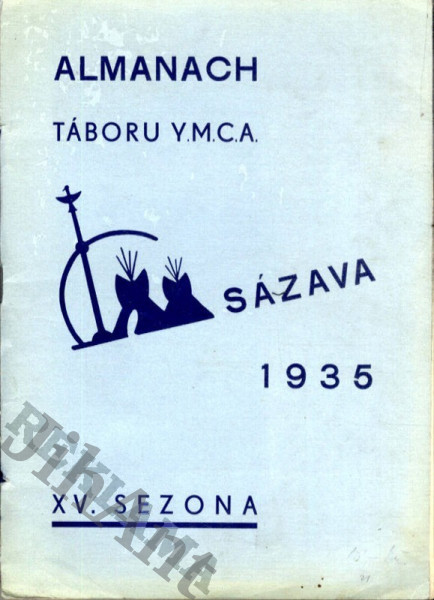 ALMANACH
TÁBORU Y.M.C.A.
SÁZAVA
1935
XV. SEZONA